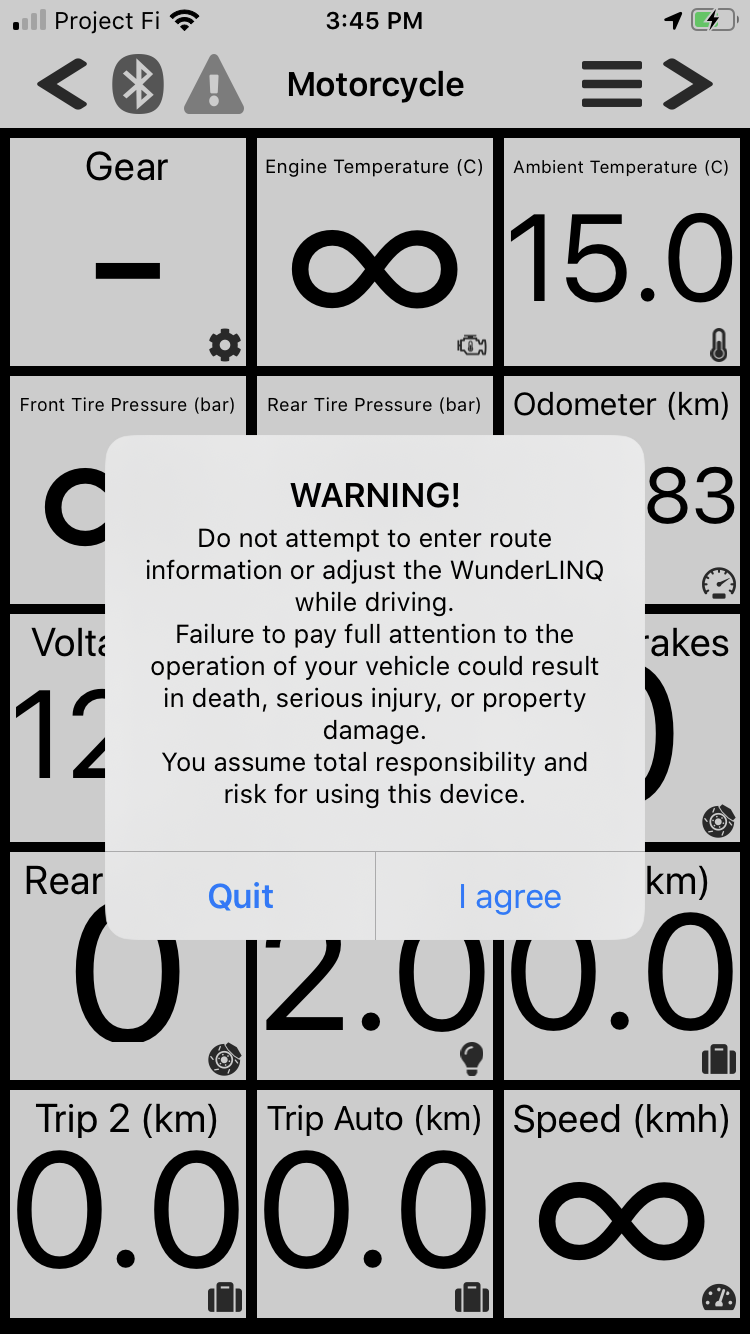 Project Fi 3:45 PM
Motorcycle
Gear Engine Temperature (C) Ambient Temperature (C)
- ∞ 15.0
Front Tire Pressure (bar) Rear Tire Pressure (bar) Odometer (km)
83
WARNING!
Do not attempt to enter route
information or adjust the WunderLINQ
while driving.
Failure to pay full attention to the
operation of your vehicle could result
in death, serious injury, or property
damage.
You assume total responsibility and
risk for using this device.
Quit I agree
12
Rear km)
0 2.0 0.0
Trip 2 (km) Trip Auto (km) Speed (kmh)
0.0 0.0 ∞